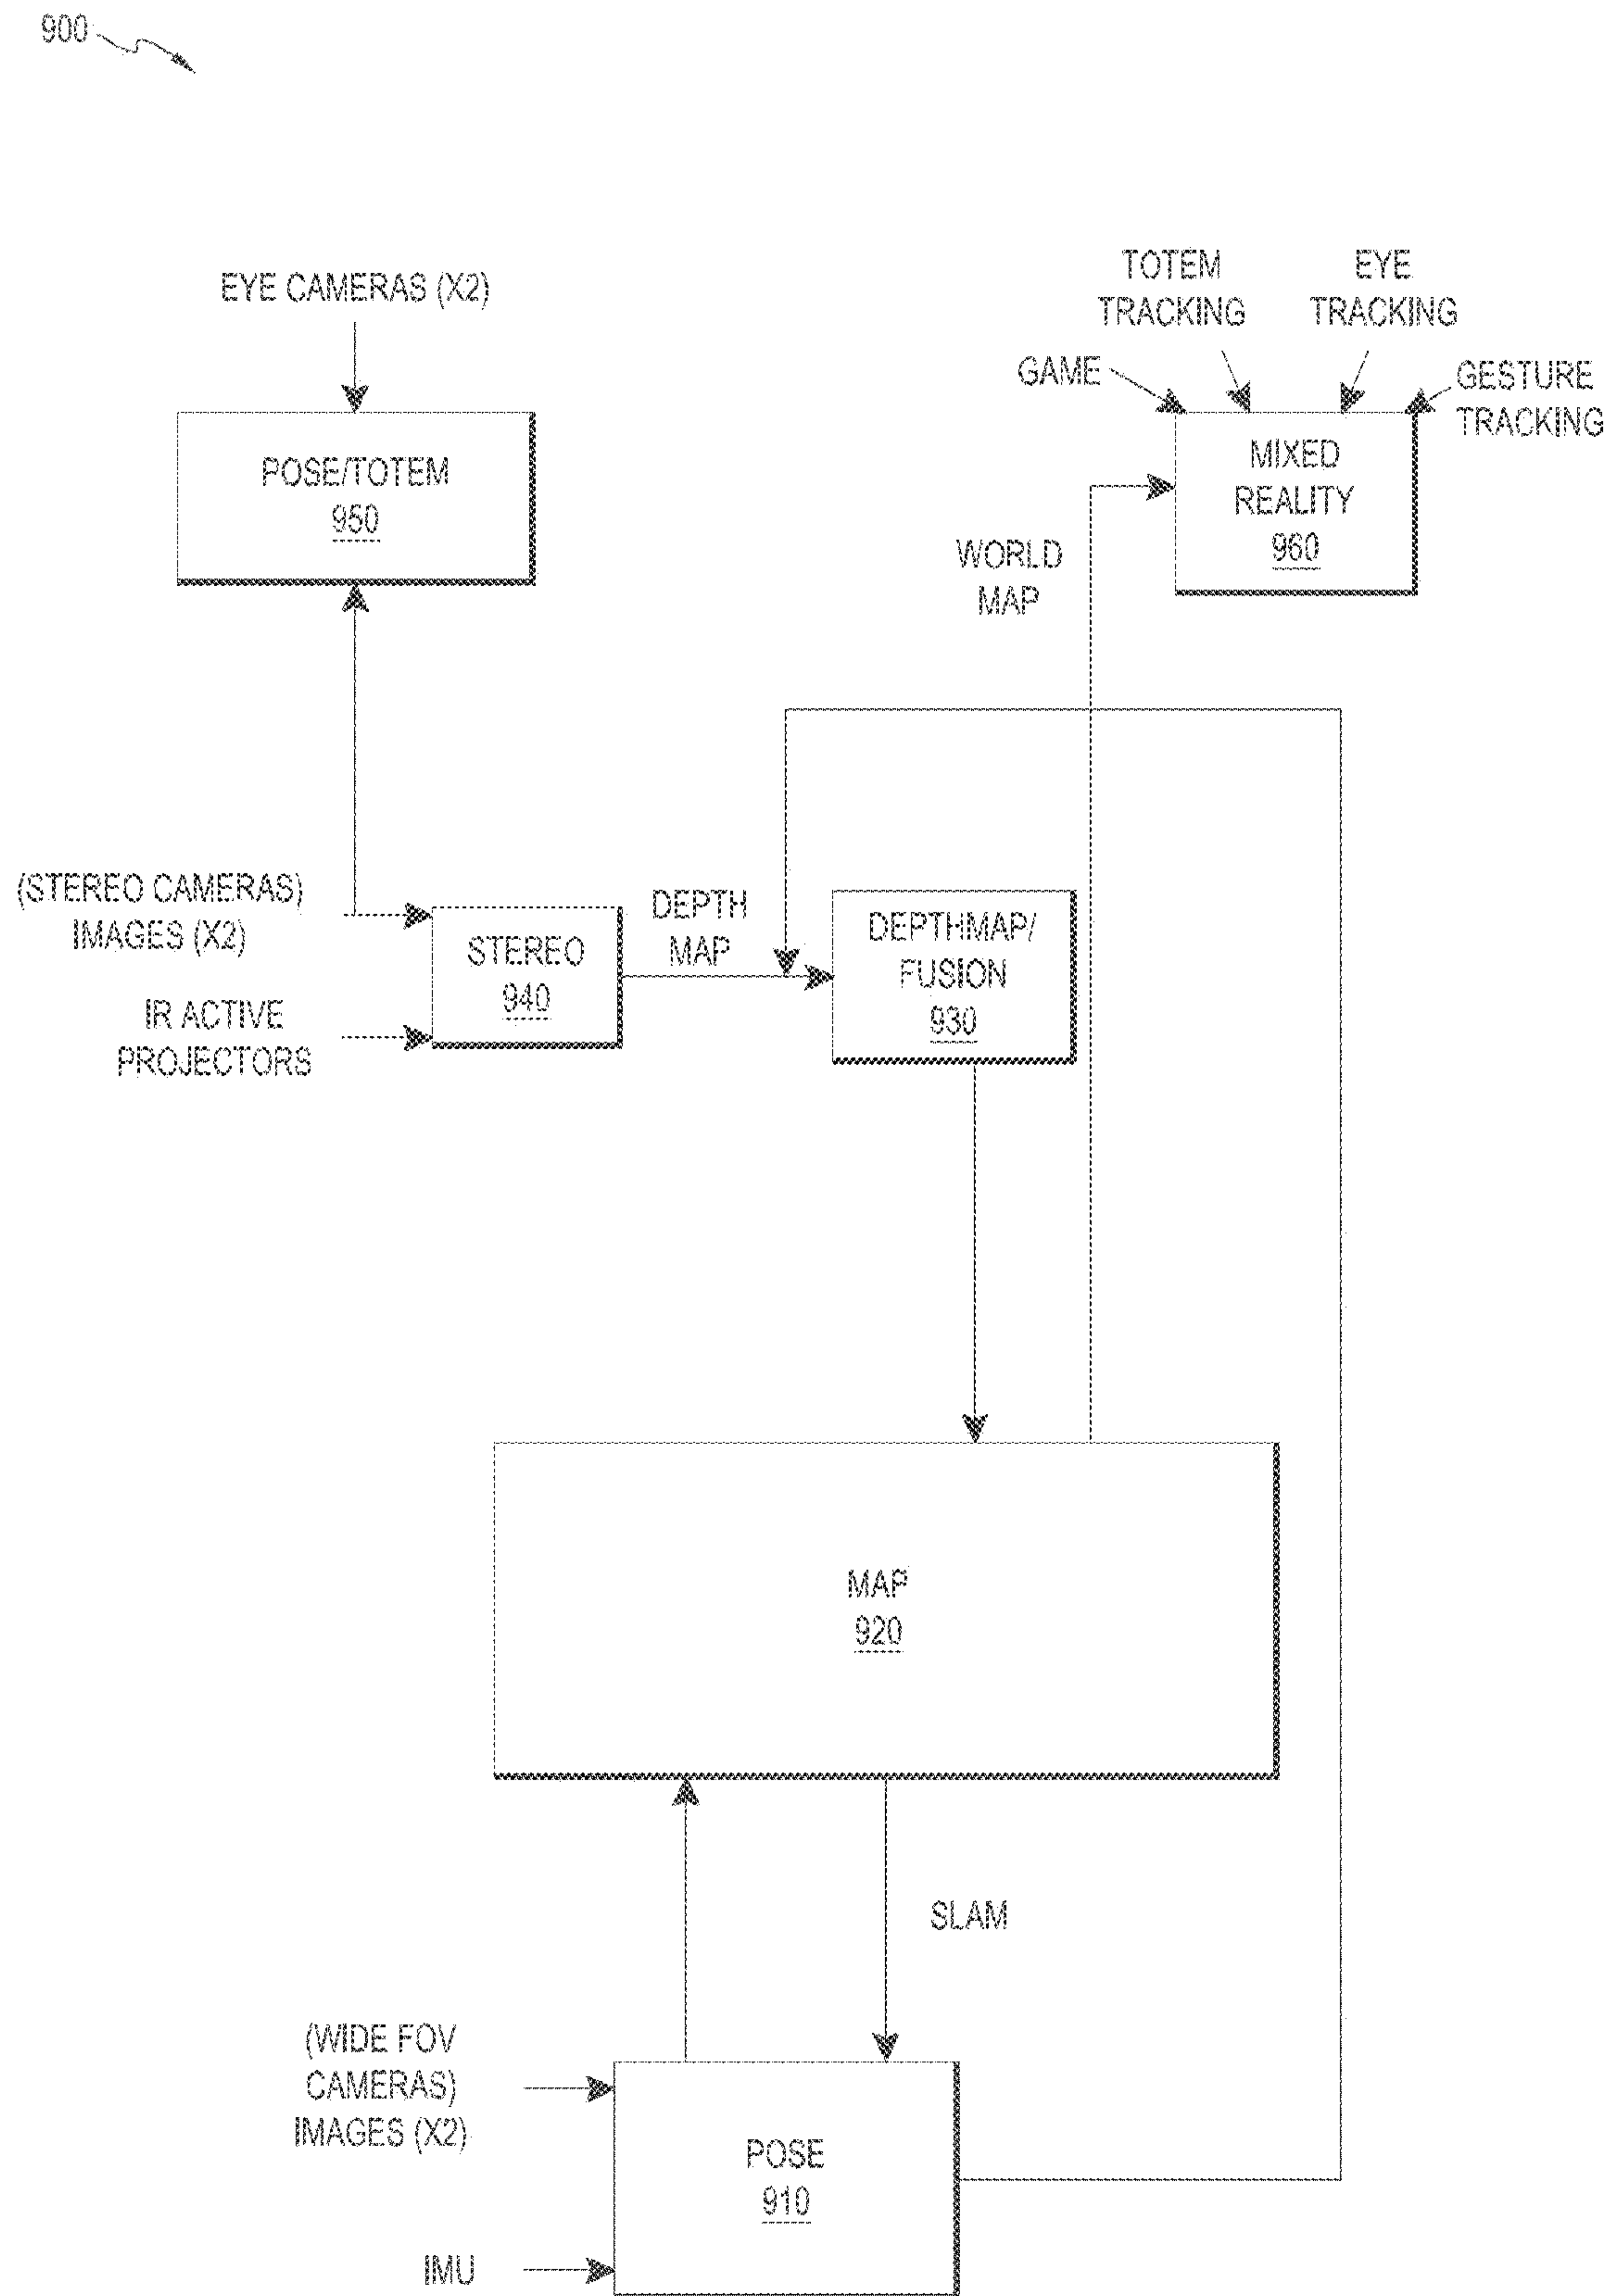 900
EYE CAMERAS (X2)
POSE/TOTEM
950
TOTEM
TRACKING
EYE
TRACKING
GAME
GESTURE
TRACKING
MIXED
REALITY
960
WORLD
MAP
(STEREO CAMERAS)
IMAGES (X2)
IR ACTIVE
PROJECTORS
STEREO
940
DEPTH
MAP
DEPTHMAP/
FUSION
930
MAP
920
SLAM
(WIDE FOV
CAMERAS)
IMAGES (X2)
IMU
POSE
910